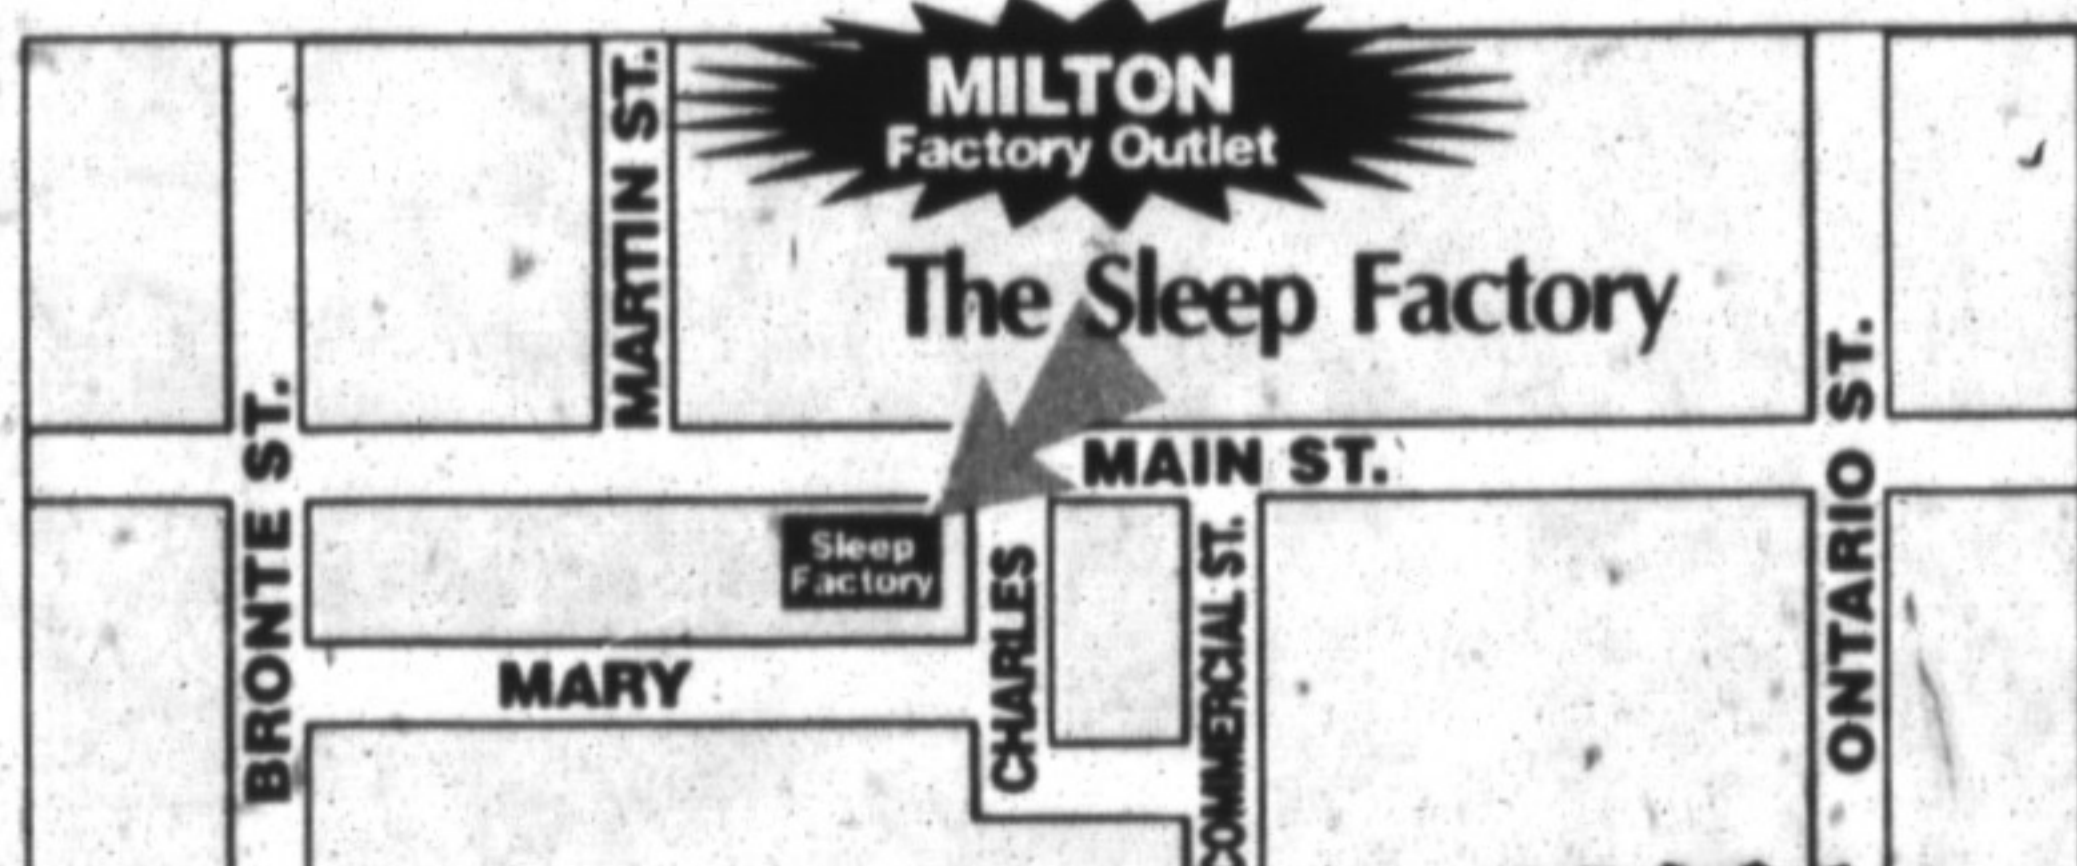 MILTON
Factory Outlet
MARTIN ST.
The Sleep Factory
MAIN ST.
BRONTE ST.
ONTARIO ST.
Sleep
Factory
CHARLES
COMMERCIAL ST.
MARY